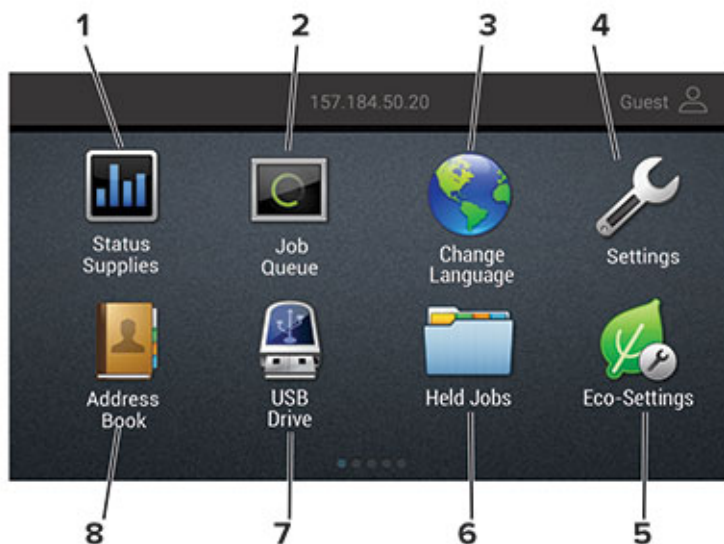 1 2 3 4
157.184.50.20 Guest
Status Job Change Settings
Supplies Queue Language
Address USB Held Jobs Eco-Settings
Book Drive
8 7 6 5